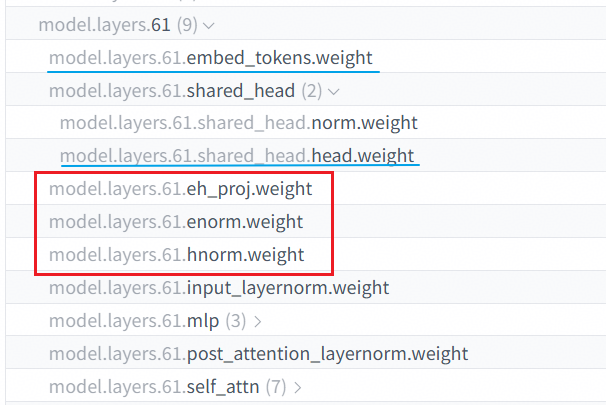 model.layers.61 (9)
model.layers.61.embed_tokens.weight
model.layers.61.shared_head (2)
model.layers.61.shared_head.norm.weight
model.layers.61.shared_head.head.weight
model.layers.61.eh_proj.weight
model.layers.61.enorm.weight
model.layers.61.hnorm.weight
model.layers.61.input_layernorm.weight
model.layers.61.mlp (3)
model.layers.61.post_attention_layernorm.weight
model.layers.61.self_attn (7)